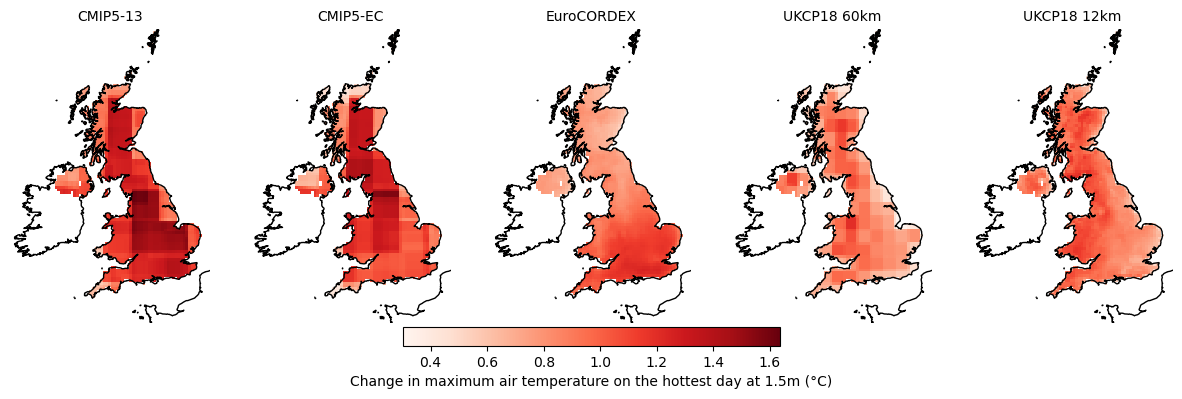 CMIP5-13
CMIP5-EC
EuroCORDEX
UKCP18 60km
UKCP18 12km
0.4 0.6 0.8 1.0 1.2 1.4 1.6
Change in maximum air temperature on the hottest day at 1.5m (°C)